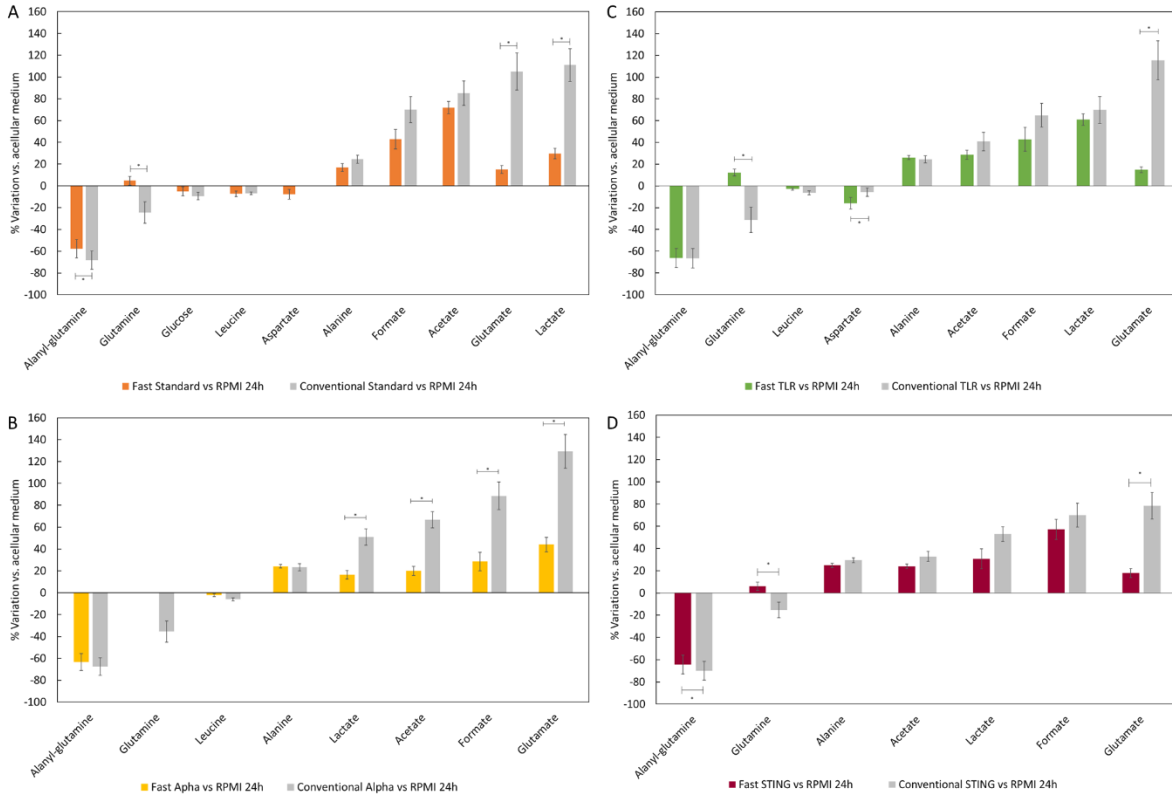 A
% Variation vs. acellular medium
160
140
120
100
80
60
40
20
0
-20
-40
-60
-80
-100
*
*
*
*
Alanyl-glutamine
Glutamine
Glucose
Leucine
Aspartate
Alanine
Formate
Acetate
Glutamate
Lactate
Fast Standard vs RPMI 24h
Conventional Standard vs RPMI 24h
C
% Variation vs. acellular medium
160
140
120
100
80
60
40
20
0
-20
-40
-60
-80
-100
*
*
*
Alanyl-glutamine
Glutamine
Leucine
Aspartate
Alanine
Acetate
Formate
Lactate
Glutamate
Fast TLR vs RPMI 24h
Conventional TLR vs RPMI 24h
B
% Variation vs. acellular medium
160
140
120
100
80
60
40
20
0
-20
-40
-60
-80
-100
*
*
*
*
Alanyl-glutamine
Glutamine
Leucine
Alanine
Lactate
Acetate
Formate
Glutamate
Fast Apha vs RPMI 24h
Conventional Alpha vs RPMI 24h
D
% Variation vs. acellular medium
160
140
120
100
80
60
40
20
0
-20
-40
-60
-80
-100
*
*
*
Alanyl-glutamine
Glutamine
Alanine
Acetate
Lactate
Formate
Glutamate
Fast STING vs RPMI 24h
Conventional STING vs RPMI 24h